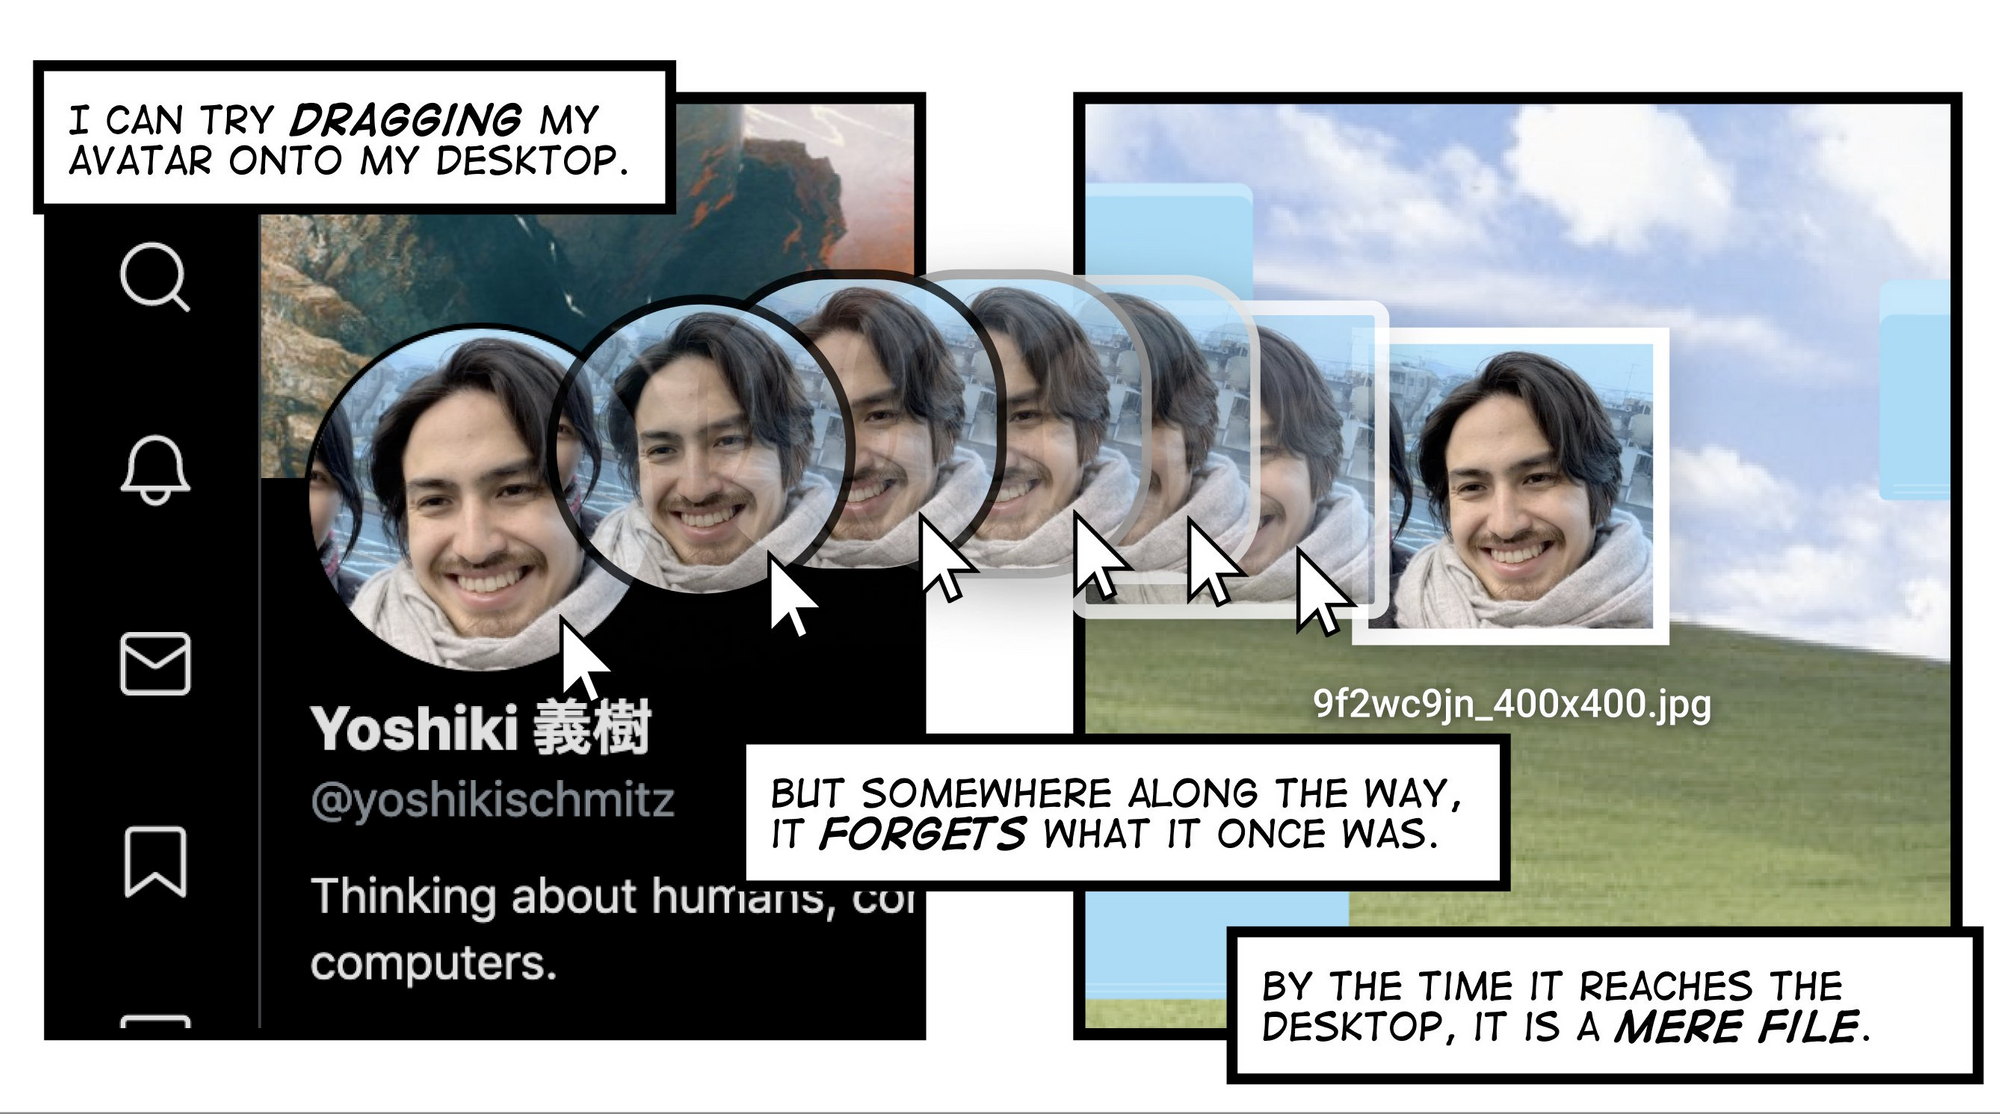 I CAN TRY DRAGGING MY
AVATAR ONTO MY DESKTOP.
Yoshiki 義樹
@yoshikischmitz
Thinking about humans,
computers.
9f2wc9jn_400x400.jpg
BUT SOMEWHERE ALONG THE WAY,
IT FORGETS WHAT IT ONCE WAS.
BY THE TIME IT REACHES THE
DESKTOP, IT IS A MERE FILE.